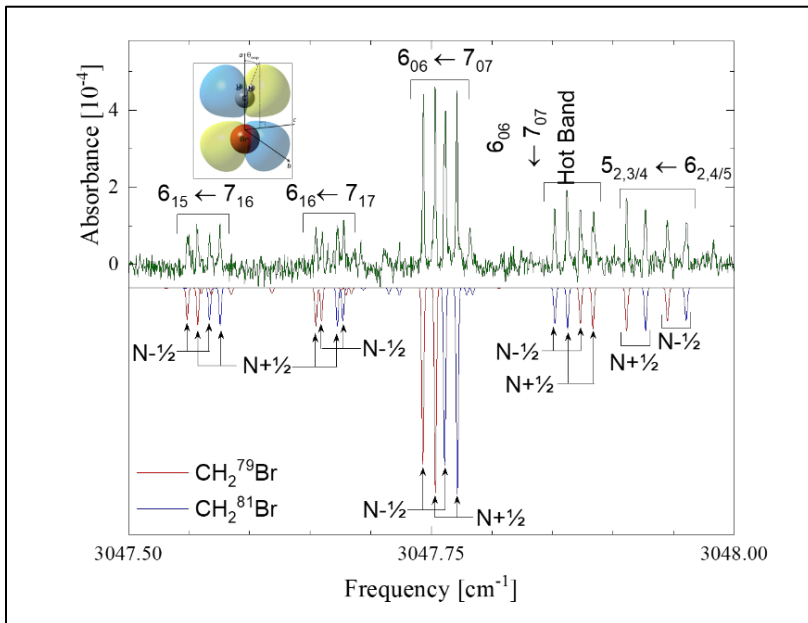 6₀₆ ← 7₀₇
6₁₅ ← 7₁₆
6₁₆ ← 7₁₇
6₀₆
← 7₀₇
Hot Band
5₂,₃/₄ ← 6₂,₄/₅
Absorbance [10⁻⁴]
4
2
0
N-½
N+½
N-½
N-½
N+½
N+½
N-½
CH₂⁷⁹Br
CH₂⁸¹Br
N-½
N+½
3047.50
3047.75
3048.00
Frequency [cm⁻¹]